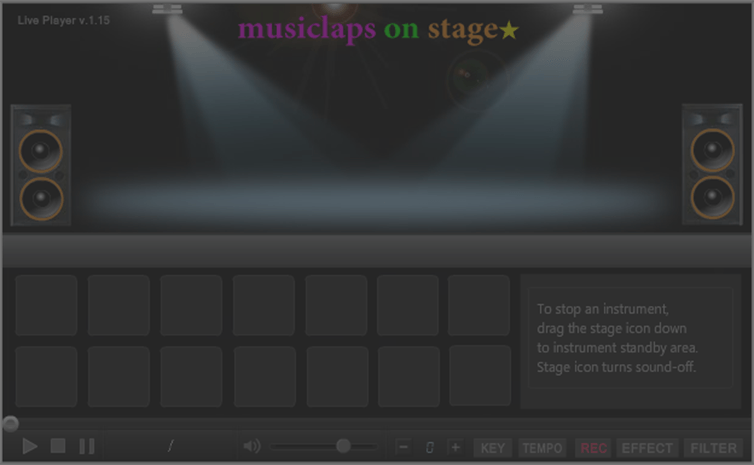 Live Player v.1.15
musiclaps on stage★
To stop an instrument,
drag the stage icon down
to instrument standby area.
Stage icon turns sound-off.
/
− 0 + KEY TEMPO REC EFFECT FILTER